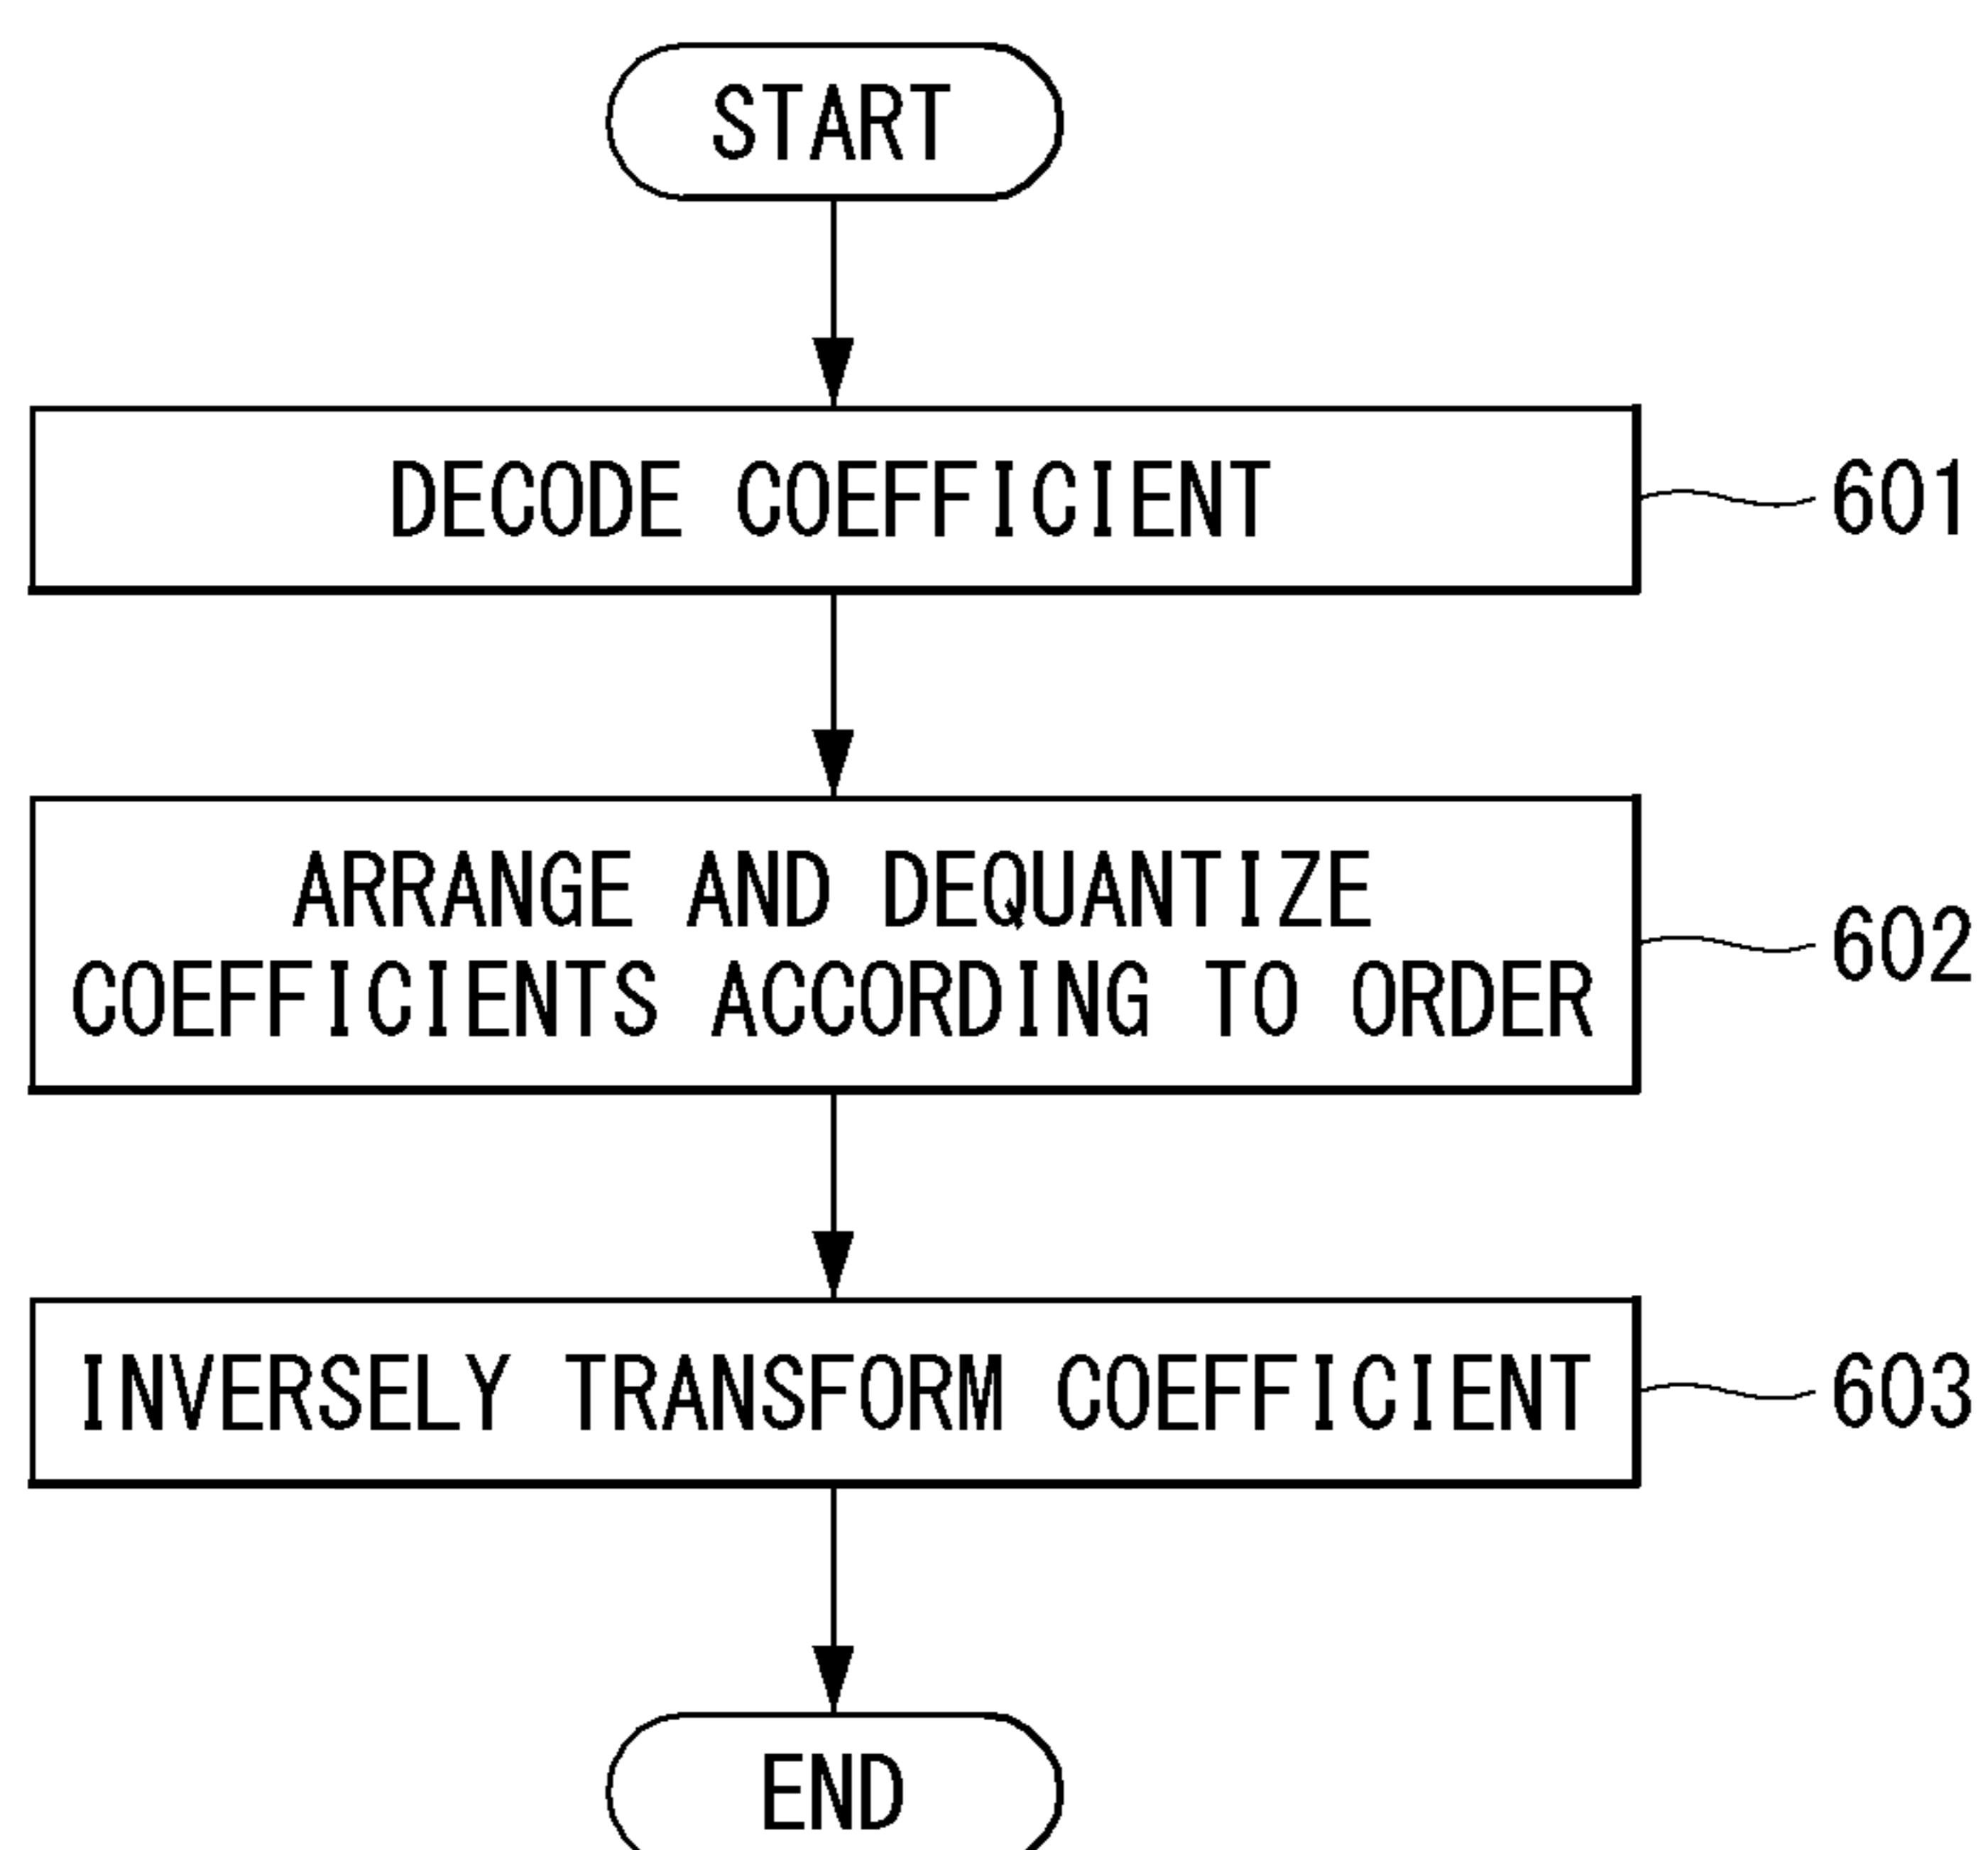 START
DECODE COEFFICIENT
601
ARRANGE AND DEQUANTIZE
COEFFICIENTS ACCORDING TO ORDER
602
INVERSELY TRANSFORM COEFFICIENT
603
END